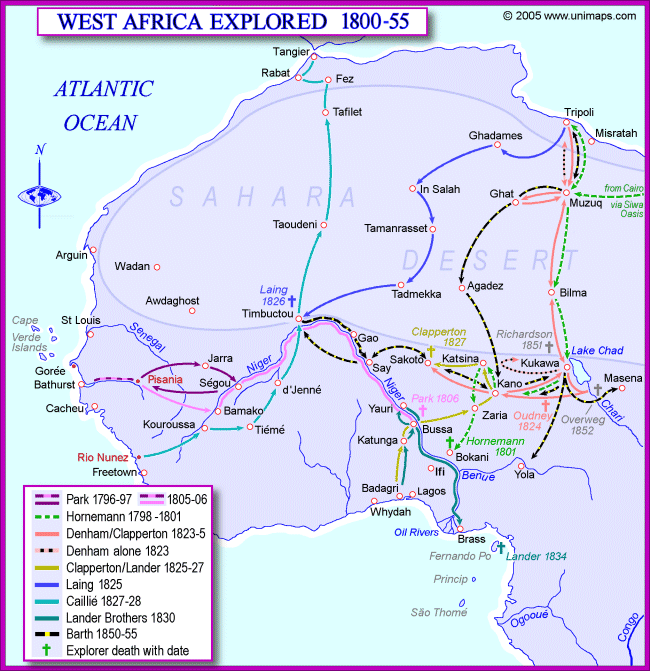 WEST AFRICA EXPLORED 1800-55
© 2005 www.unimaps.com
Tangier
Rabat
Fez
ATLANTIC
OCEAN
Tafilet
Tripoli
Misratah
Ghadames
N
SAHARA
In Salah
Ghat
Muzuq
from Cairo
via Siwa
Oasis
Taoudeni
Tamanrasset
DESERT
Arguin
Wadan
Agadez
Tadmekka
Bilma
Laing
1826
Awdaghost
Timbuctou
Cape
Verde
Islands
St Louis
Senegal
Gao
Clapperton
1827
Richardson
1851
Lake Chad
Jarra
Niger
Say
Sakoto
Katsina
Kukawa
Gorée
Bathurst
Pisania
Ségou
d'Jenné
Kano
Masena
Chari
Cacheu
Bamako
Niger
Park 1806
Yauri
Zaria
Oudney
1824
Overweg
1852
Kouroussa
Tiémé
Bussa
Katunga
Hornemann
1801
Rio Nunez
Bokani
Freetown
Ifi
Benue
Yola
Badagri
Lagos
Whydah
Oil Rivers
Brass
Fernando Po
Lander 1834
Princip
São Thomé
Ogooué
Congo
Park 1796-97
1805-06
Hornemann 1798 -1801
Denham/Clapperton 1823-5
Denham alone 1823
Clapperton/Lander 1825-27
Laing 1825
Caillié 1827-28
Lander Brothers 1830
Barth 1850-55
Explorer death with date